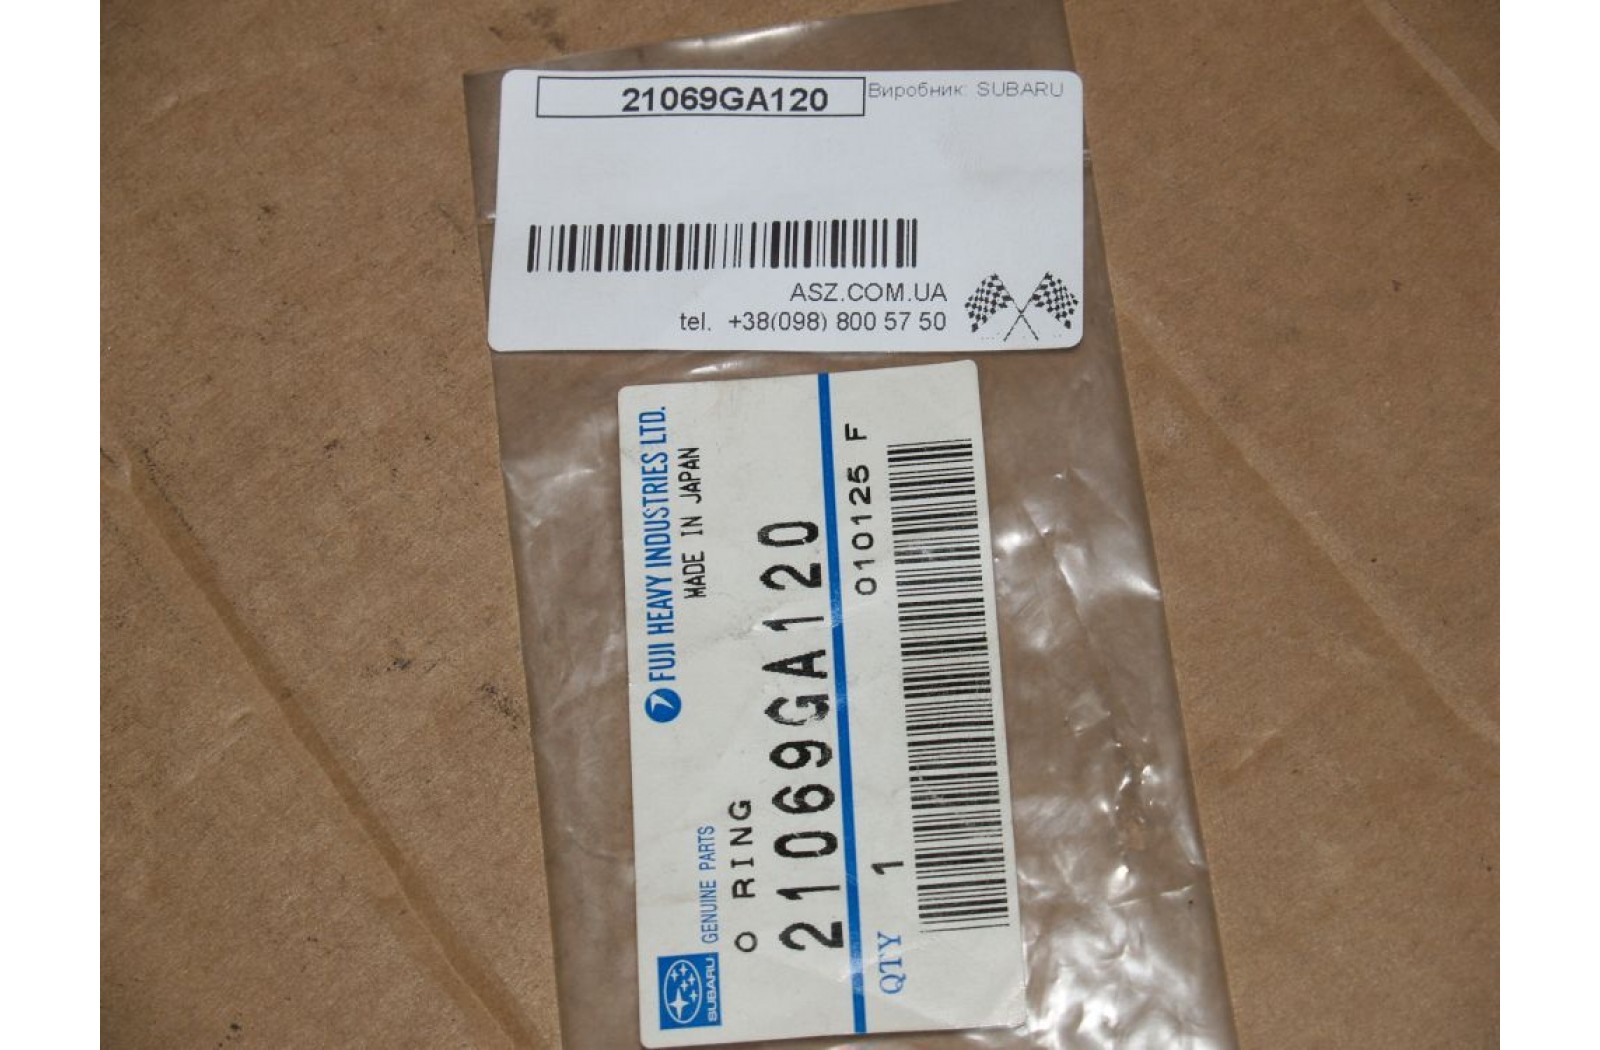 21069GA120
Виробник: SUBARU
ASZ.COM.UA
tel. +38(098) 800 57 50
FUJI HEAVY INDUSTRIES LTD.
MADE IN JAPAN
SUBARU
GENUINE PARTS
O RING
21069GA120
QTY 1
010125 F